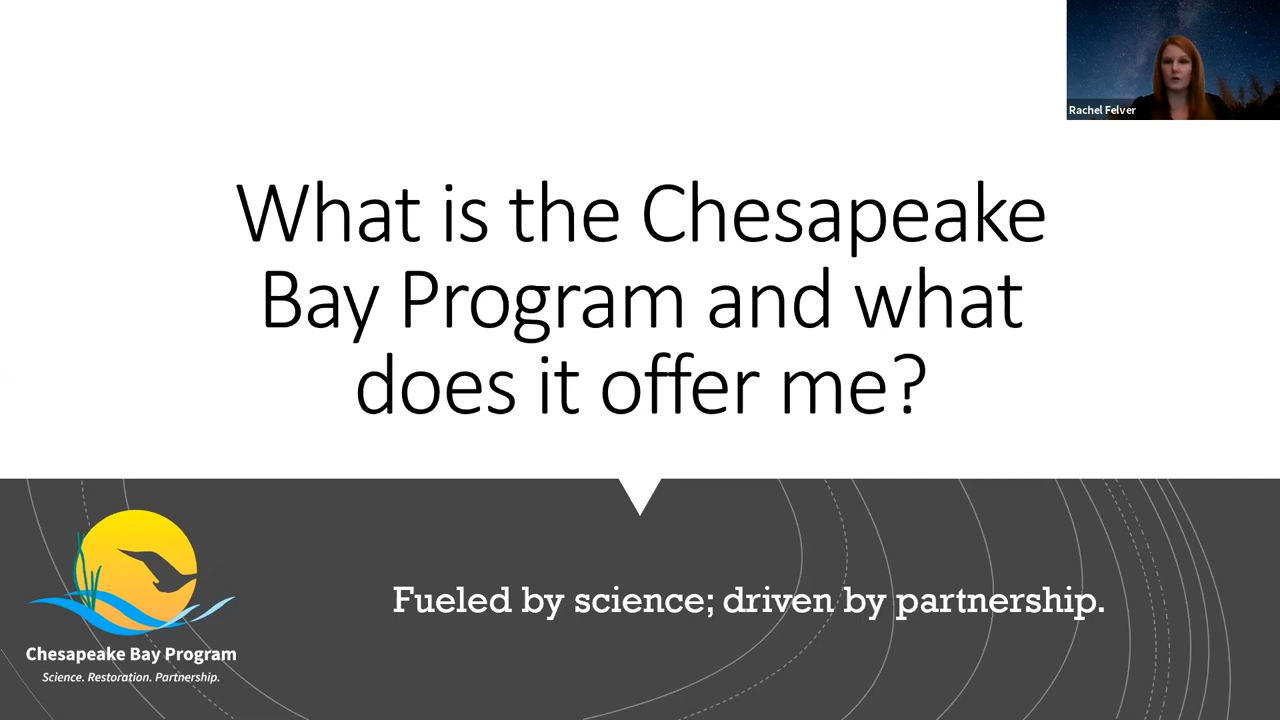 Rachel Felver
What is the Chesapeake
Bay Program and what
does it offer me?
Fueled by science; driven by partnership.
Chesapeake Bay Program
Science. Restoration. Partnership.